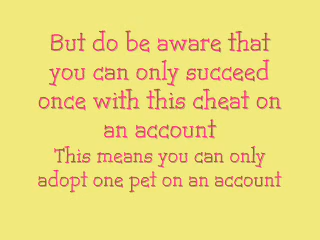 But do be aware that
you can only succeed
once with this cheat on
an account
This means you can only
adopt one pet on an account